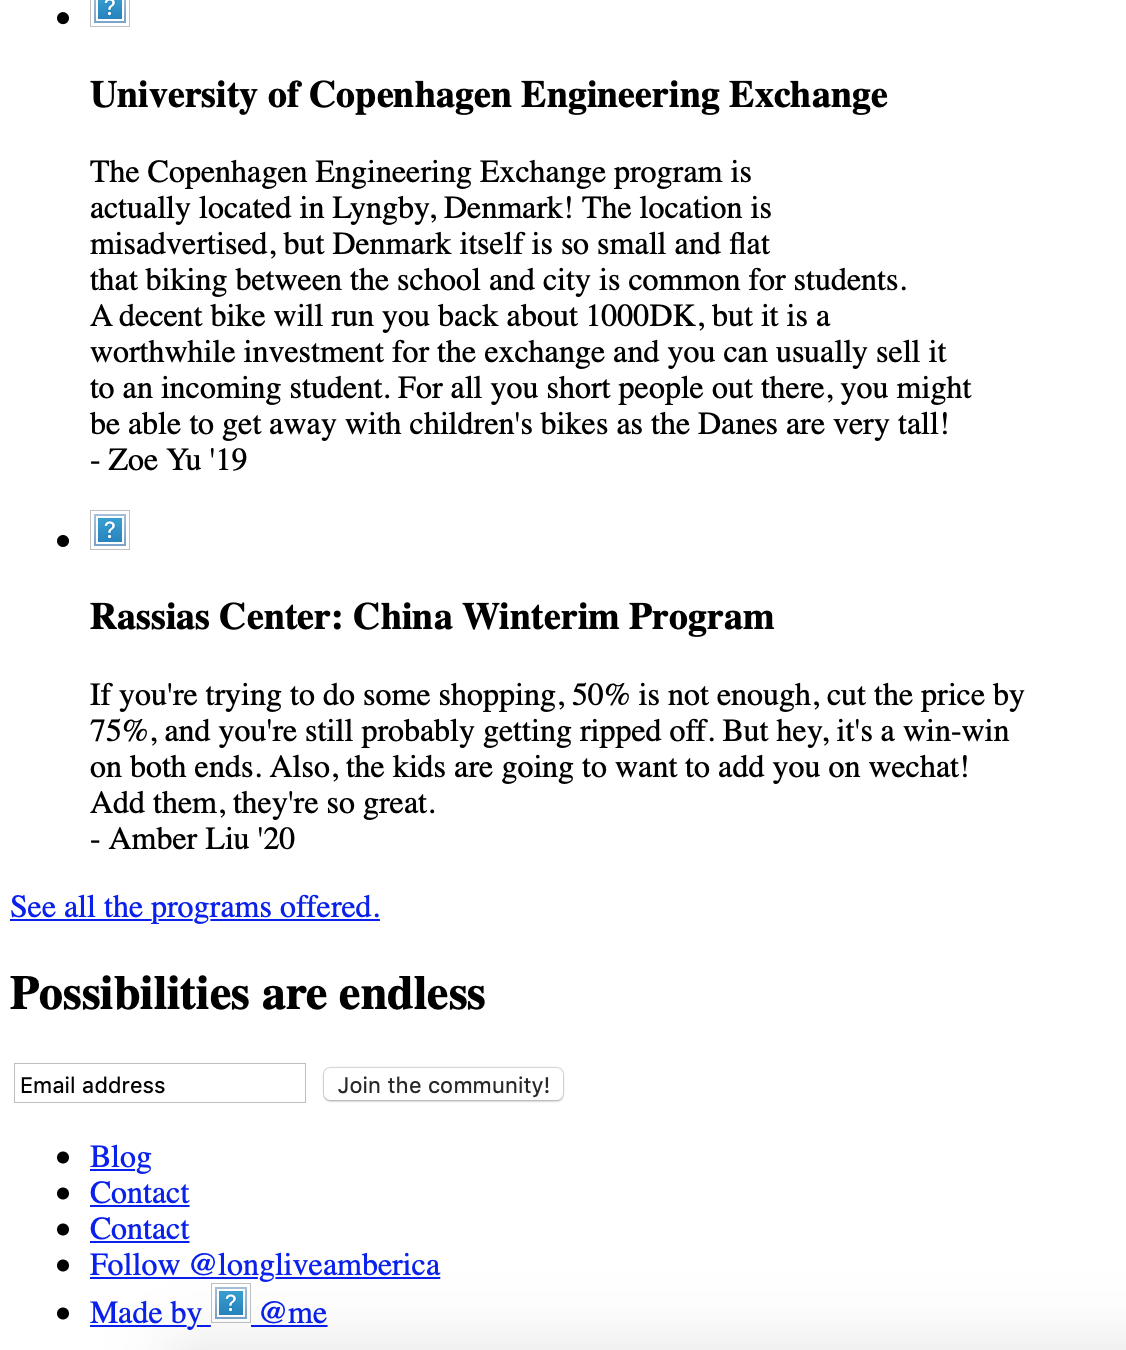 University of Copenhagen Engineering Exchange
The Copenhagen Engineering Exchange program is
actually located in Lyngby, Denmark! The location is
misadvertised, but Denmark itself is so small and flat
that biking between the school and city is common for students.
A decent bike will run you back about 1000DK, but it is a
worthwhile investment for the exchange and you can usually sell it
to an incoming student. For all you short people out there, you might
be able to get away with children's bikes as the Danes are very tall!
- Zoe Yu '19
Rassias Center: China Winterim Program
If you're trying to do some shopping, 50% is not enough, cut the price by
75%, and you're still probably getting ripped off. But hey, it's a win-win
on both ends. Also, the kids are going to want to add you on wechat!
Add them, they're so great.
- Amber Liu '20
See all the programs offered.
Possibilities are endless
Email address Join the community!
Blog
Contact
Contact
Follow @longliveamberica
Made by @me